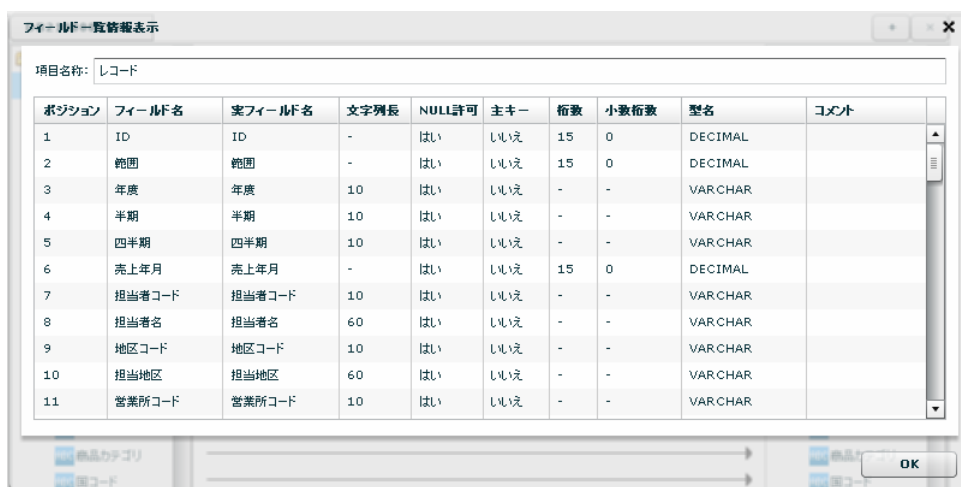 フィールド一覧情報表示
項目名称: レコード
ポジション フィールド名 実フィールド名 文字列長 NULL許可 主キー 桁数 小数桁数 型名 コメント
1 ID ID - はい いいえ 15 0 DECIMAL
2 範囲 範囲 - はい いいえ 15 0 DECIMAL
3 年度 年度 10 はい いいえ - - VARCHAR
4 半期 半期 10 はい いいえ - - VARCHAR
5 四半期 四半期 10 はい いいえ - - VARCHAR
6 売上年月 売上年月 - はい いいえ 15 0 DECIMAL
7 担当者コード 担当者コード 10 はい いいえ - - VARCHAR
8 担当者名 担当者名 60 はい いいえ - - VARCHAR
9 地区コード 地区コード 10 はい いいえ - - VARCHAR
10 担当地区 担当地区 60 はい いいえ - - VARCHAR
11 営業所コード 営業所コード 10 はい いいえ - - VARCHAR
商品カテゴリ
OK
国コード 国コード